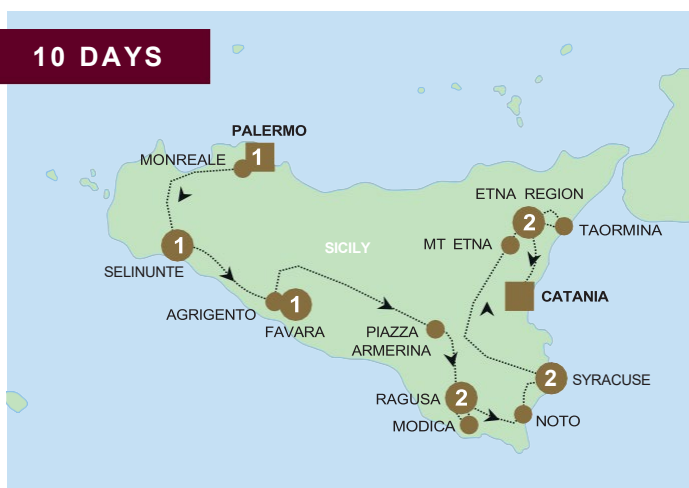 10 DAYS
PALERMO
1
MONREALE
ETNA REGION
2
TAORMINA
MT ETNA
1
SELINUNTE
SICILY
CATANIA
AGRIGENTO
1
FAVARA
PIAZZA
ARMERINA
2
SYRACUSE
RAGUSA
2
MODICA
NOTO